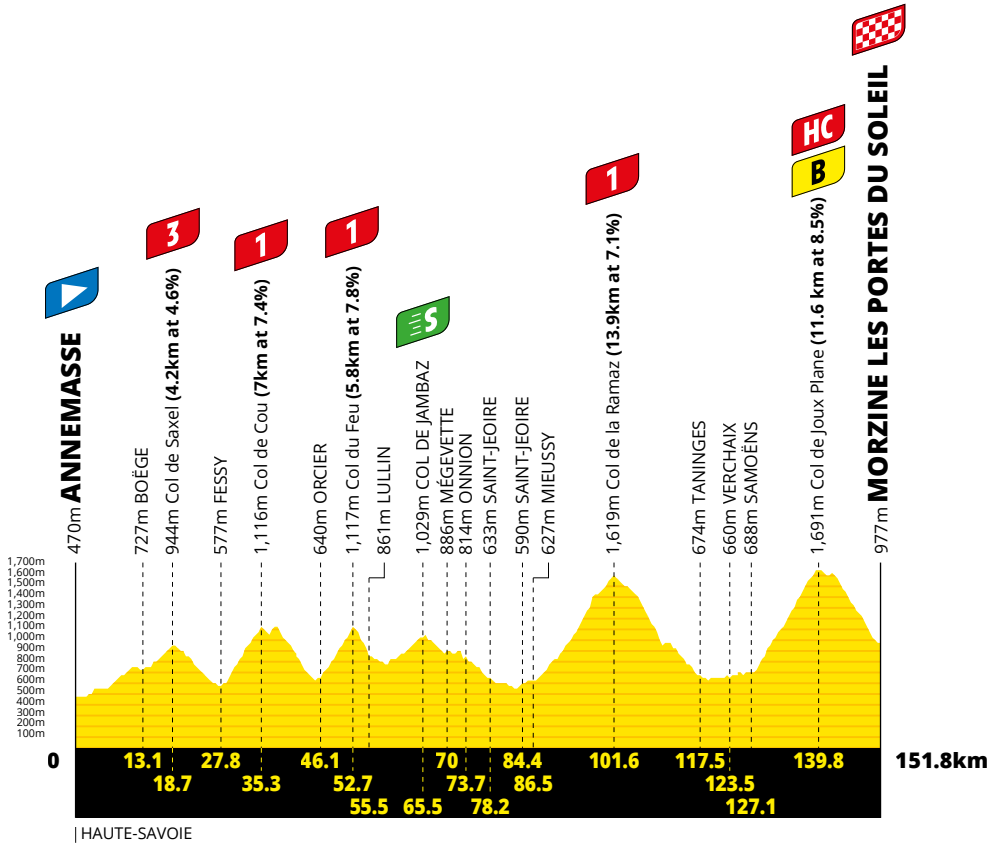 MORZINE LES PORTES DU SOLEIL
977m
HC
B
1,691m Col de Joux Plane (11.6 km at 8.5%)
1
1,619m Col de la Ramaz (13.9km at 7.1%)
3
944m Col de Saxel (4.2km at 4.6%)
1
1,116m Col de Cou (7km at 7.4%)
1
1,117m Col du Feu (5.8km at 7.8%)
S
1,029m COL DE JAMBAZ
470m ANNEMASSE
727m BOËGE
577m FESSY
640m ORCIER
861m LULLIN
886m MÉGEVETTE
814m ONNION
633m SAINT-JEOIRE
590m SAINT-JEOIRE
627m MIEUSSY
674m TANINGES
660m VERCHAIX
688m SAMOËNS
1,700m
1,600m
1,500m
1,400m
1,300m
1,200m
1,100m
1,000m
900m
800m
700m
600m
500m
400m
300m
200m
100m
0 13.1 27.8 46.1 70 84.4 101.6 117.5 139.8 151.8km
18.7 35.3 52.7 73.7 86.5 123.5
55.5 65.5 78.2 127.1
HAUTE-SAVOIE